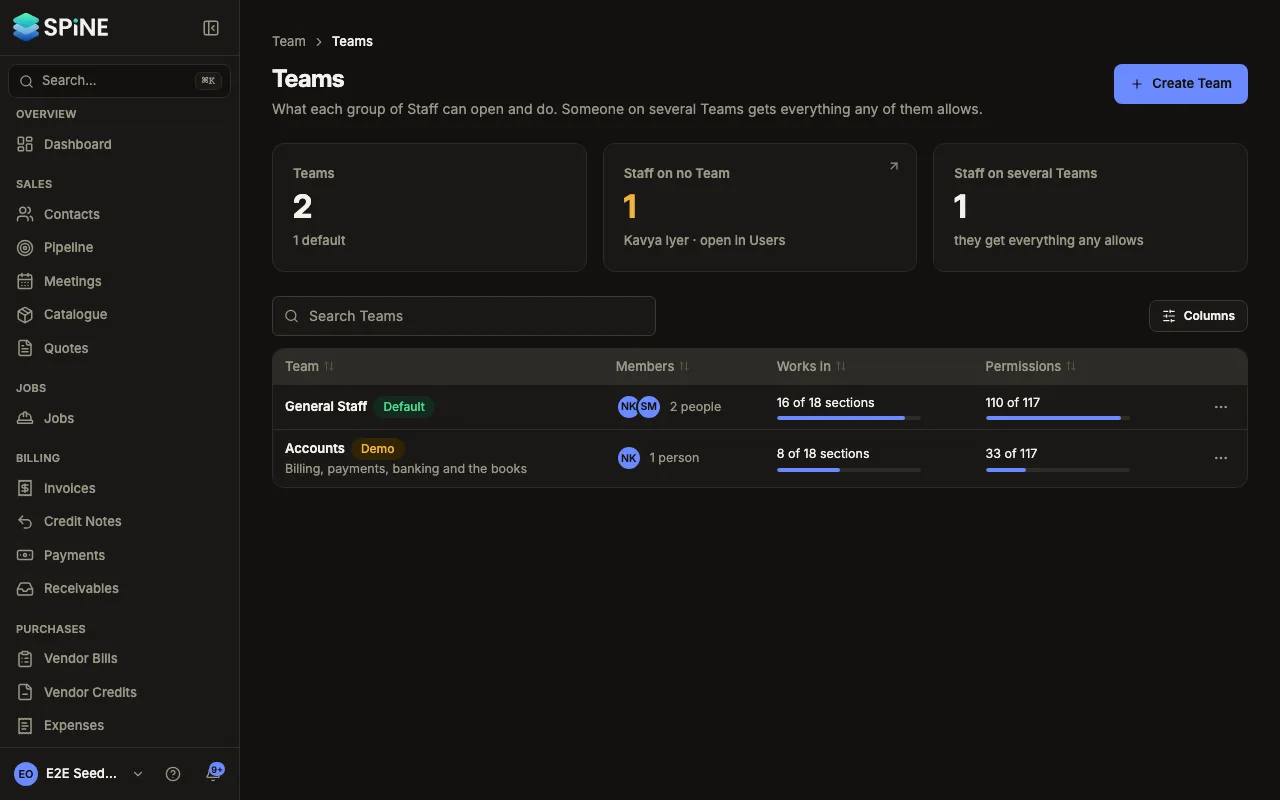 SPiNE
Search...
⌘K
OVERVIEW
Dashboard
SALES
Contacts
Pipeline
Meetings
Catalogue
Quotes
JOBS
Jobs
BILLING
Invoices
Credit Notes
Payments
Receivables
PURCHASES
Vendor Bills
Vendor Credits
Expenses
EO E2E Seed...
9+
Team > Teams
Teams
What each group of Staff can open and do. Someone on several Teams gets everything any of them allows.
+ Create Team
Teams
2
1 default
Staff on no Team
1
Kavya Iyer · open in Users
Staff on several Teams
1
they get everything any allows
Search Teams
Columns
Team Members Works in Permissions
General Staff Default NK SM 2 people 16 of 18 sections 110 of 117
Accounts Demo NK 1 person 8 of 18 sections 33 of 117
Billing, payments, banking and the books